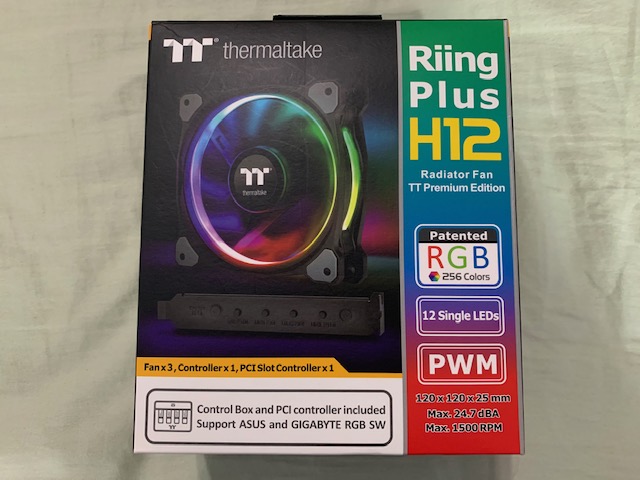 thermaltake
Riing
Plus
H12
Radiator Fan
TT Premium Edition
thermaltake
Patented
RGB
256 Colors
12 Single LEDs
PWM
Fan x 3, Controller x 1, PCI Slot Controller x 1
120 x 120 x 25 mm
Max. 24.7 dBA
Max. 1500 RPM
Control Box and PCI controller included
Support ASUS and GIGABYTE RGB SW